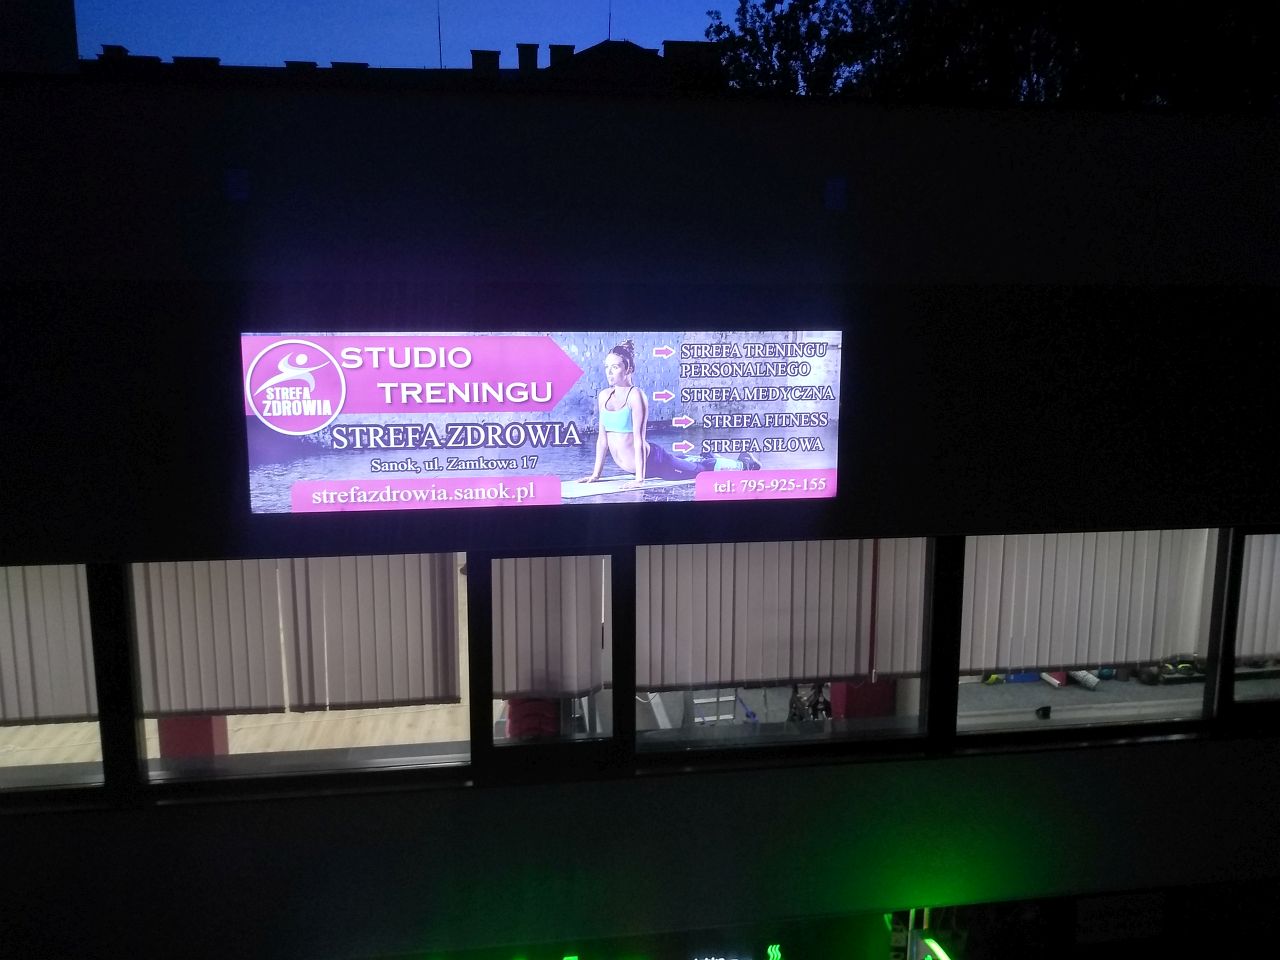 STREFA
ZDROWIA
STUDIO
TRENINGU
STREFA ZDROWIA
Sanok, ul. Zamkowa 17
strefazdrowia.sanok.pl
STREFA TRENINGU
PERSONALNEGO
STREFA MEDYCZNA
STREFA FITNESS
STREFA SIŁOWA
tel: 795-925-155